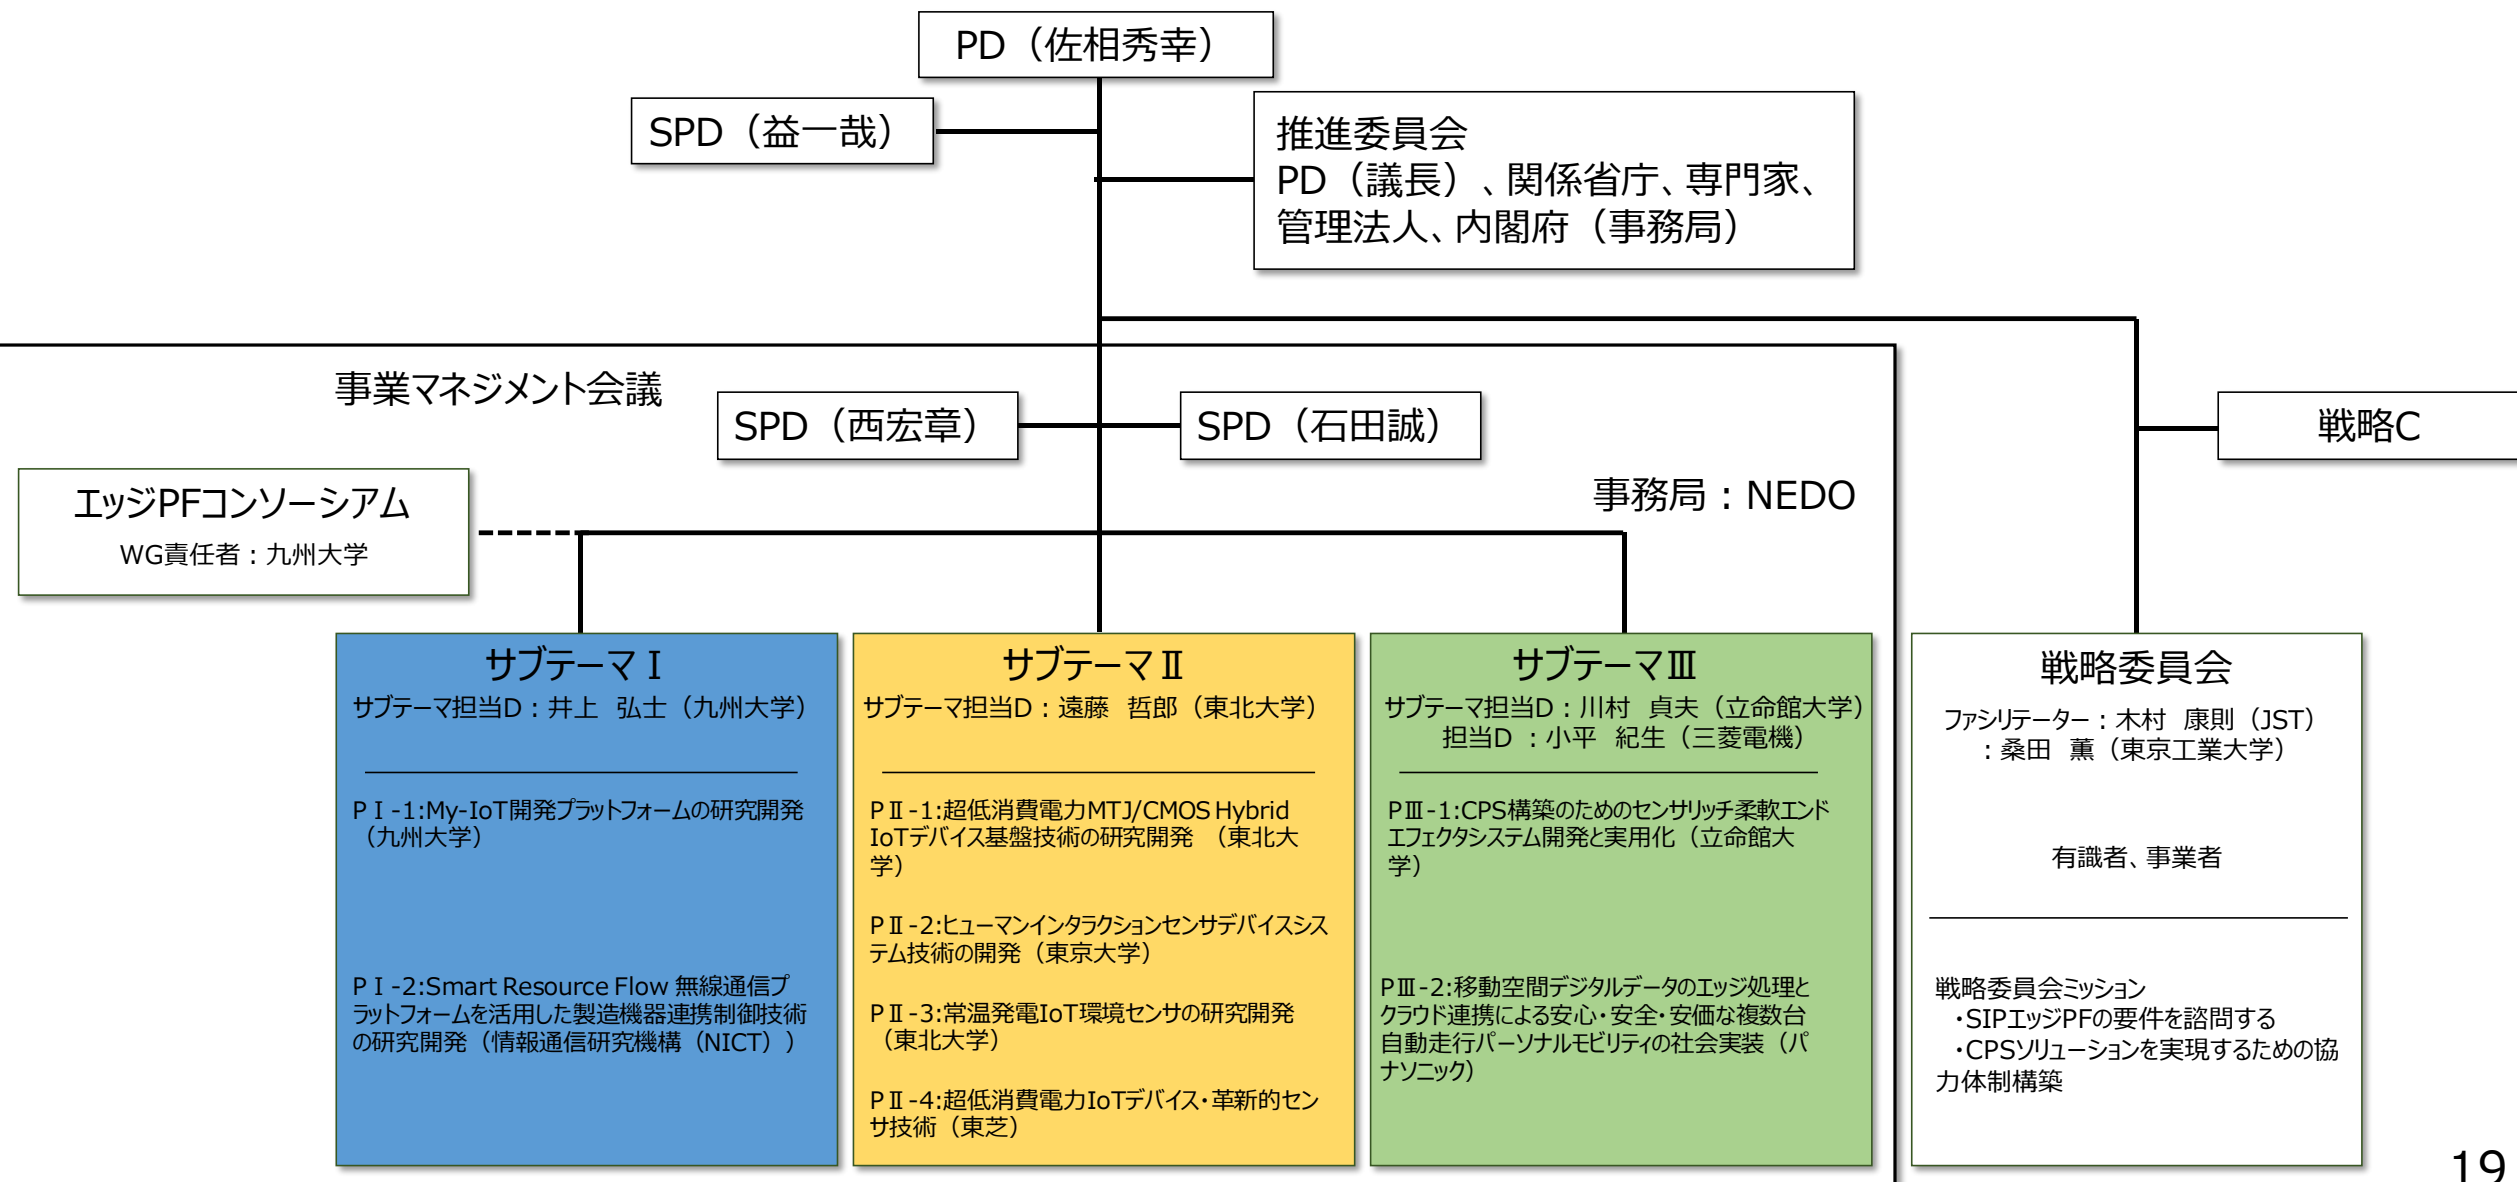 PD（佐相秀幸）
SPD（益一哉）
推進委員会
PD（議長）、関係省庁、専門家、
管理法人、内閣府（事務局）
事業マネジメント会議
SPD（西宏章）
SPD（石田誠）
戦略C
エッジPFコンソーシアム
WG責任者：九州大学
事務局：NEDO
サブテーマⅠ
サブテーマ担当D：井上　弘士（九州大学）
PⅠ-1:My-IoT開発プラットフォームの研究開発
（九州大学）
PⅠ-2:Smart Resource Flow 無線通信プ
ラットフォームを活用した製造機器連携制御技術
の研究開発（情報通信研究機構（NICT））
サブテーマⅡ
サブテーマ担当D：遠藤　哲郎（東北大学）
PⅡ-1:超低消費電力MTJ/CMOS Hybrid
IoTデバイス基盤技術の研究開発　（東北大
学）
PⅡ-2:ヒューマンインタラクションセンサデバイスシス
テム技術の開発（東京大学）
PⅡ-3:常温発電IoT環境センサの研究開発
（東北大学）
PⅡ-4:超低消費電力IoTデバイス・革新的セン
サ技術（東芝）
サブテーマⅢ
サブテーマ担当D：川村　貞夫（立命館大学）
担当D ：小平　紀生（三菱電機）
PⅢ-1:CPS構築のためのセンサリッチ柔軟エンド
エフェクタシステム開発と実用化（立命館大
学）
PⅢ-2:移動空間デジタルデータのエッジ処理と
クラウド連携による安心・安全・安価な複数台
自動走行パーソナルモビリティの社会実装（パ
ナソニック）
戦略委員会
ファシリテーター：木村　康則（JST）
：桑田　薫（東京工業大学）
有識者、事業者
戦略委員会ミッション
・SIPエッジPFの要件を諮問する
・CPSソリューションを実現するための協
力体制構築
19